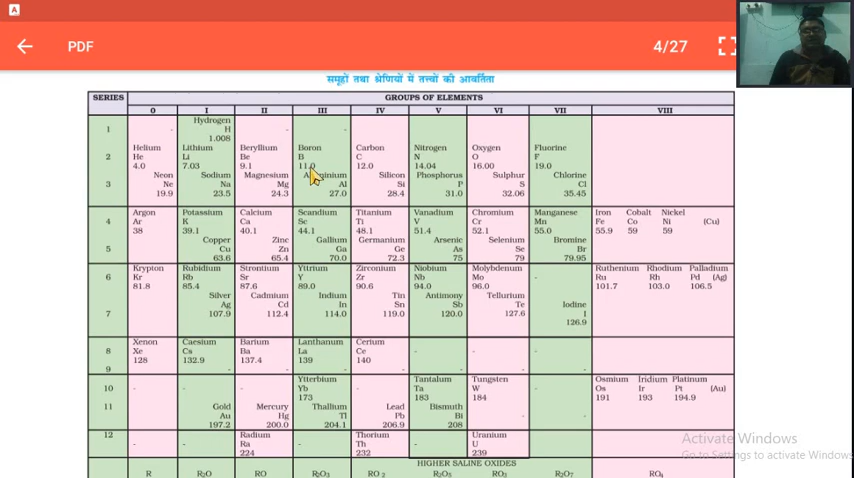 A
PDF
4/27
समूहों तथा श्रेणियों में तत्त्वों की आवर्तिता
SERIES GROUPS OF ELEMENTS
0 I II III IV V VI VII VIII
Hydrogen
1 - H - -
1.008
Helium Lithium Beryllium Boron Carbon Nitrogen Oxygen Fluorine
2 He Li Be B C N O F
4.0 7.03 9.1 11.0 12.0 14.04 16.00 19.0
Neon Sodium Magnesium Silicon Phosphorus Sulphur Chlorine
3 Ne Na Mg Al Si P S Cl
19.9 23.5 24.3 27.0 28.4 31.0 32.06 35.45
Argon Potassium Calcium Scandium Titanium Vanadium Chromium Manganese Iron Cobalt Nickel
4 Ar K Ca Sc Ti V Cr Mn Fe Co Ni (Cu)
38 39.1 40.1 44.1 48.1 51.4 52.1 55.0 55.9 59 59
Copper Zinc Gallium Germanium Arsenic Selenium Bromine
5 Cu Zn Ga Ge As Se Br
63.6 65.4 70.0 72.3 75 79 79.95
Krypton Rubidium Strontium Yttrium Zirconium Niobium Molybdenum Ruthenium Rhodium Palladium
6 Kr Rb Sr Y Zr Nb Mo - Ru Rh Pd (Ag)
81.8 85.4 87.6 89.0 90.6 94.0 96.0 101.7 103.0 106.5
Silver Cadmium Indium Tin Antimony Tellurium Iodine
7 Ag Cd In Sn Sb Te I
107.9 112.4 114.0 119.0 120.0 127.6 126.9
Xenon Caesium Barium Lanthanum Cerium
8 Xe Cs Ba La Ce - - -
128 132.9 137.4 139 140
9 - - - - - - -
Ytterbium Tantalum Tungsten Osmium Iridium Platinum
10 - - - Yb - Ta W - Os Ir Pt (Au)
173 183 184 191 193 194.9
Gold Mercury Thallium Lead Bismuth
11 Au Hg Tl Pb Bi - -
197.2 200.0 204.1 206.9 208
12 Radium Thorium Uranium
- - Ra - Th - U
224 232 239
HIGHER SALINE OXIDES
R R₂O RO R₂O₃ RO₂ R₂O₅ RO₃ R₂O₇ RO₄
Activate Windows
Go to Settings to activate Windows